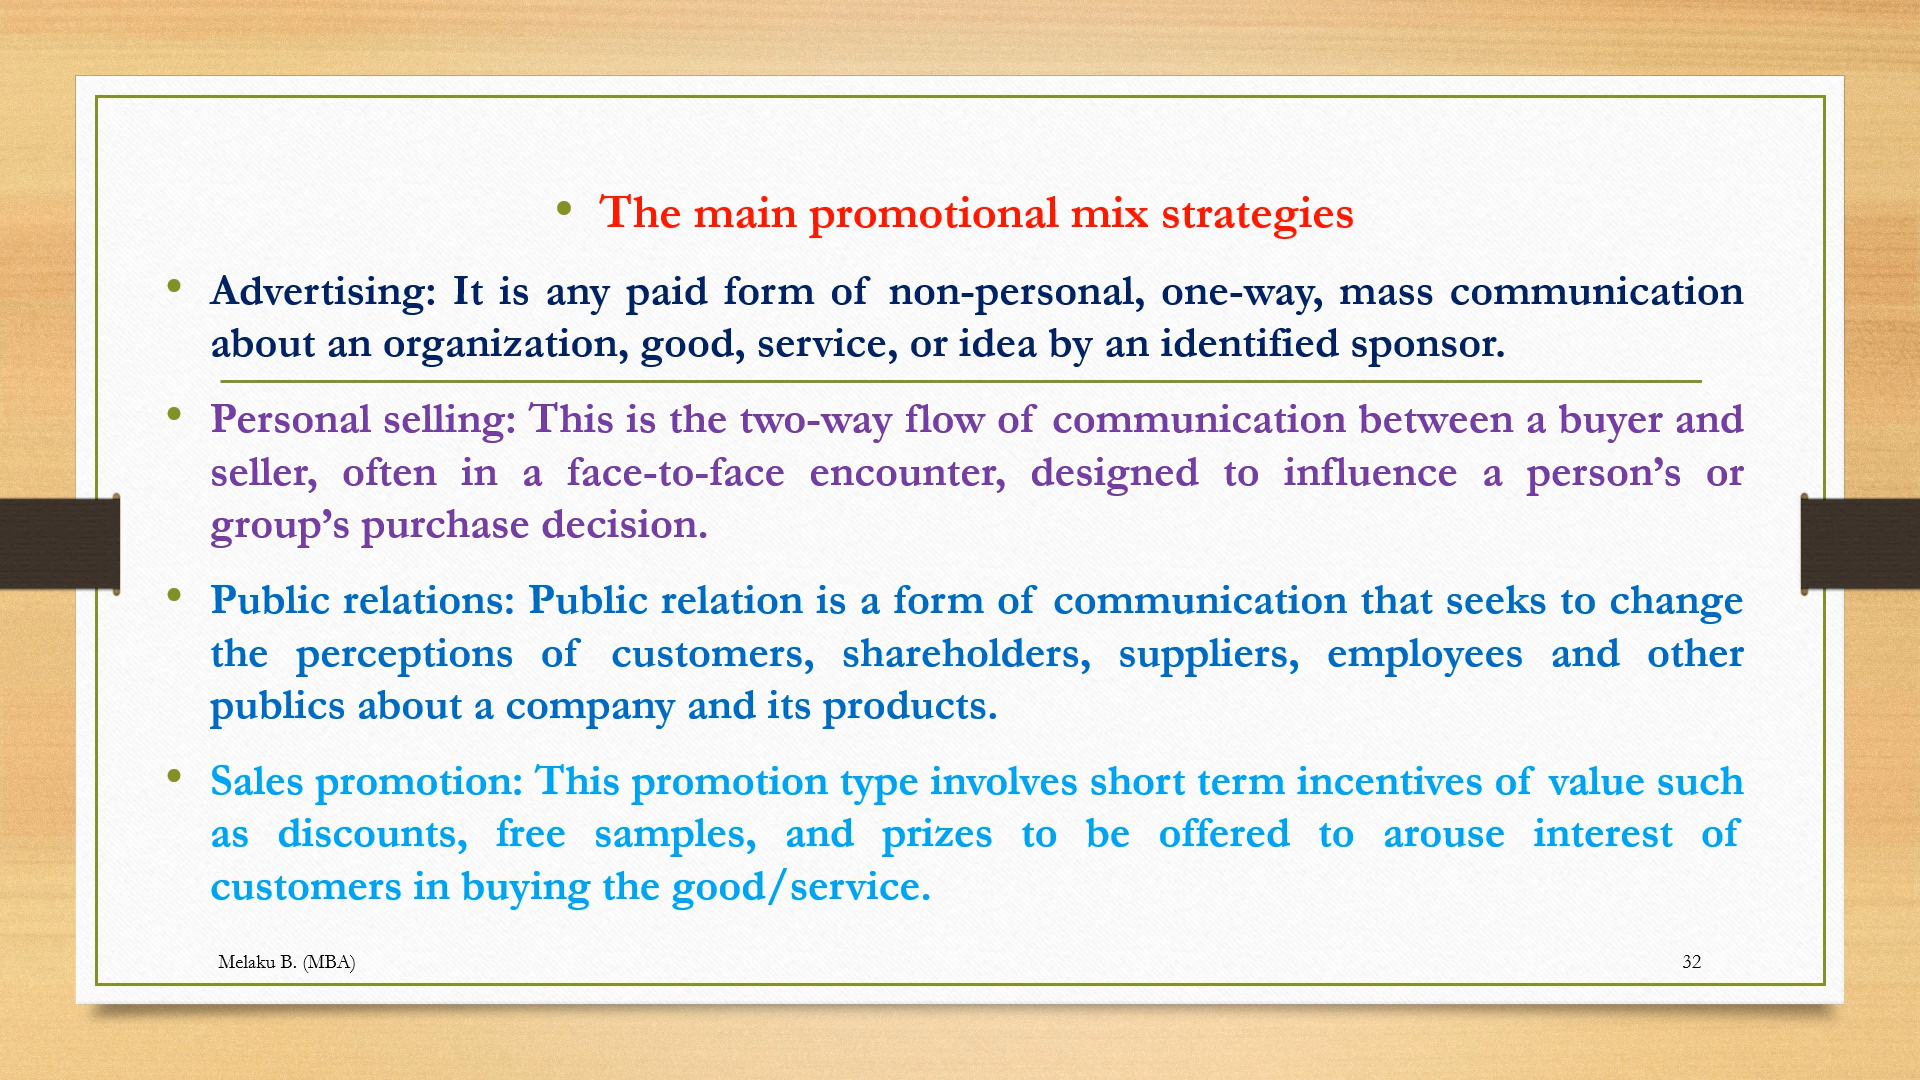 • The main promotional mix strategies
• Advertising: It is any paid form of non-personal, one-way, mass communication
about an organization, good, service, or idea by an identified sponsor.
• Personal selling: This is the two-way flow of communication between a buyer and
seller, often in a face-to-face encounter, designed to influence a person’s or
group’s purchase decision.
• Public relations: Public relation is a form of communication that seeks to change
the perceptions of customers, shareholders, suppliers, employees and other
publics about a company and its products.
• Sales promotion: This promotion type involves short term incentives of value such
as discounts, free samples, and prizes to be offered to arouse interest of
customers in buying the good/service.
Melaku B. (MBA)
32